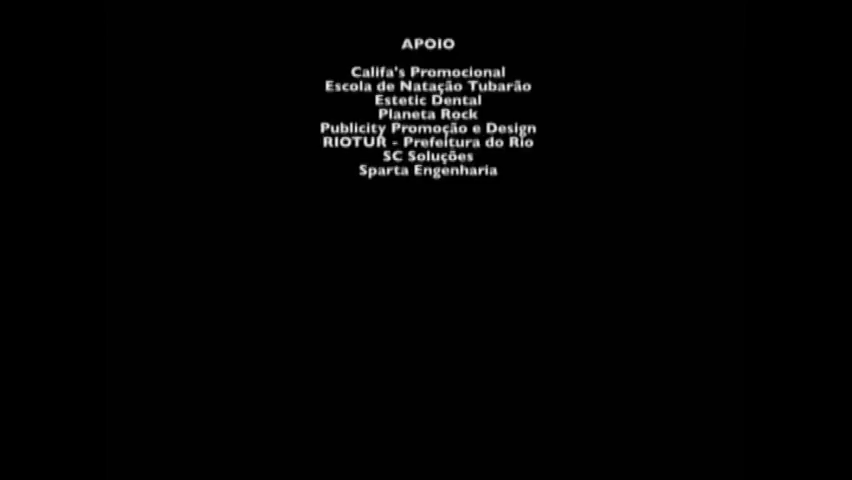 APOIO
Califa's Promocional
Escola de Natação Tubarão
Estetic Dental
Planeta Rock
Publicity Promoção e Design
RIOTUR - Prefeitura do Rio
SC Soluções
Sparta Engenharia